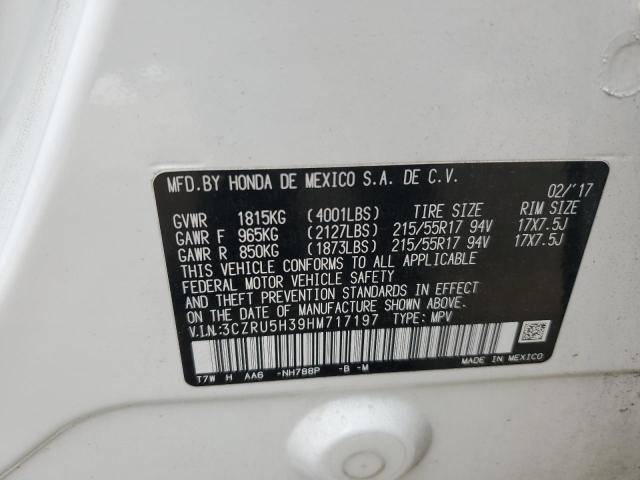 MFD.BY HONDA DE MEXICO S.A. DE C.V. 02/'17
GVWR 1815KG (4001LBS) TIRE SIZE RIM SIZE
GAWR F 965KG (2127LBS) 215/55R17 94V 17X7.5J
GAWR R 850KG (1873LBS) 215/55R17 94V 17X7.5J
THIS VEHICLE CONFORMS TO ALL APPLICABLE
FEDERAL MOTOR VEHICLE SAFETY
AND THEFT PREVENTION STANDARDS IN EFFECT
ON THE DATE OF MANUFACTURE SHOWN ABOVE.
V.I.N:3CZRU5H39HM717197 TYPE: MPV
T7W H AA6 -NH788P -B -M
MADE IN MEXICO